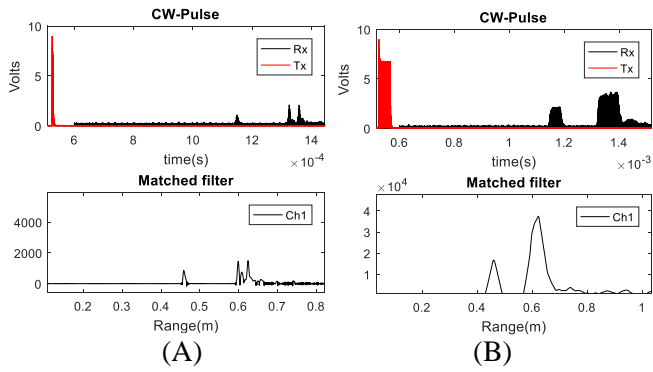 CW-Pulse
10
5
0
Volts
Rx
Tx
6
8
10
12
14
time(s)
×10⁻⁴
Matched filter
4000
2000
0
Ch1
0.2
0.3
0.4
0.5
0.6
0.7
0.8
Range(m)
(A)
CW-Pulse
10
5
0
Volts
Rx
Tx
0.6
0.8
1
1.2
1.4
time(s)
×10⁻³
Matched filter
×10⁴
4
3
2
1
Ch1
0.2
0.4
0.6
0.8
1
Range(m)
(B)